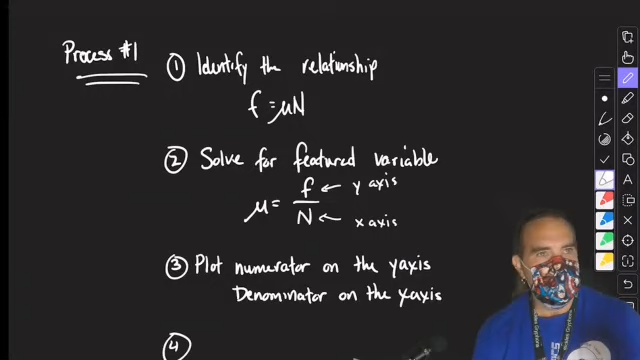 Process #1
① Identify the relationship
f = μN
② Solve for featured variable
μ = f/N
← y axis
← x axis
③ Plot numerator on the y axis
Denominator on the x axis
④